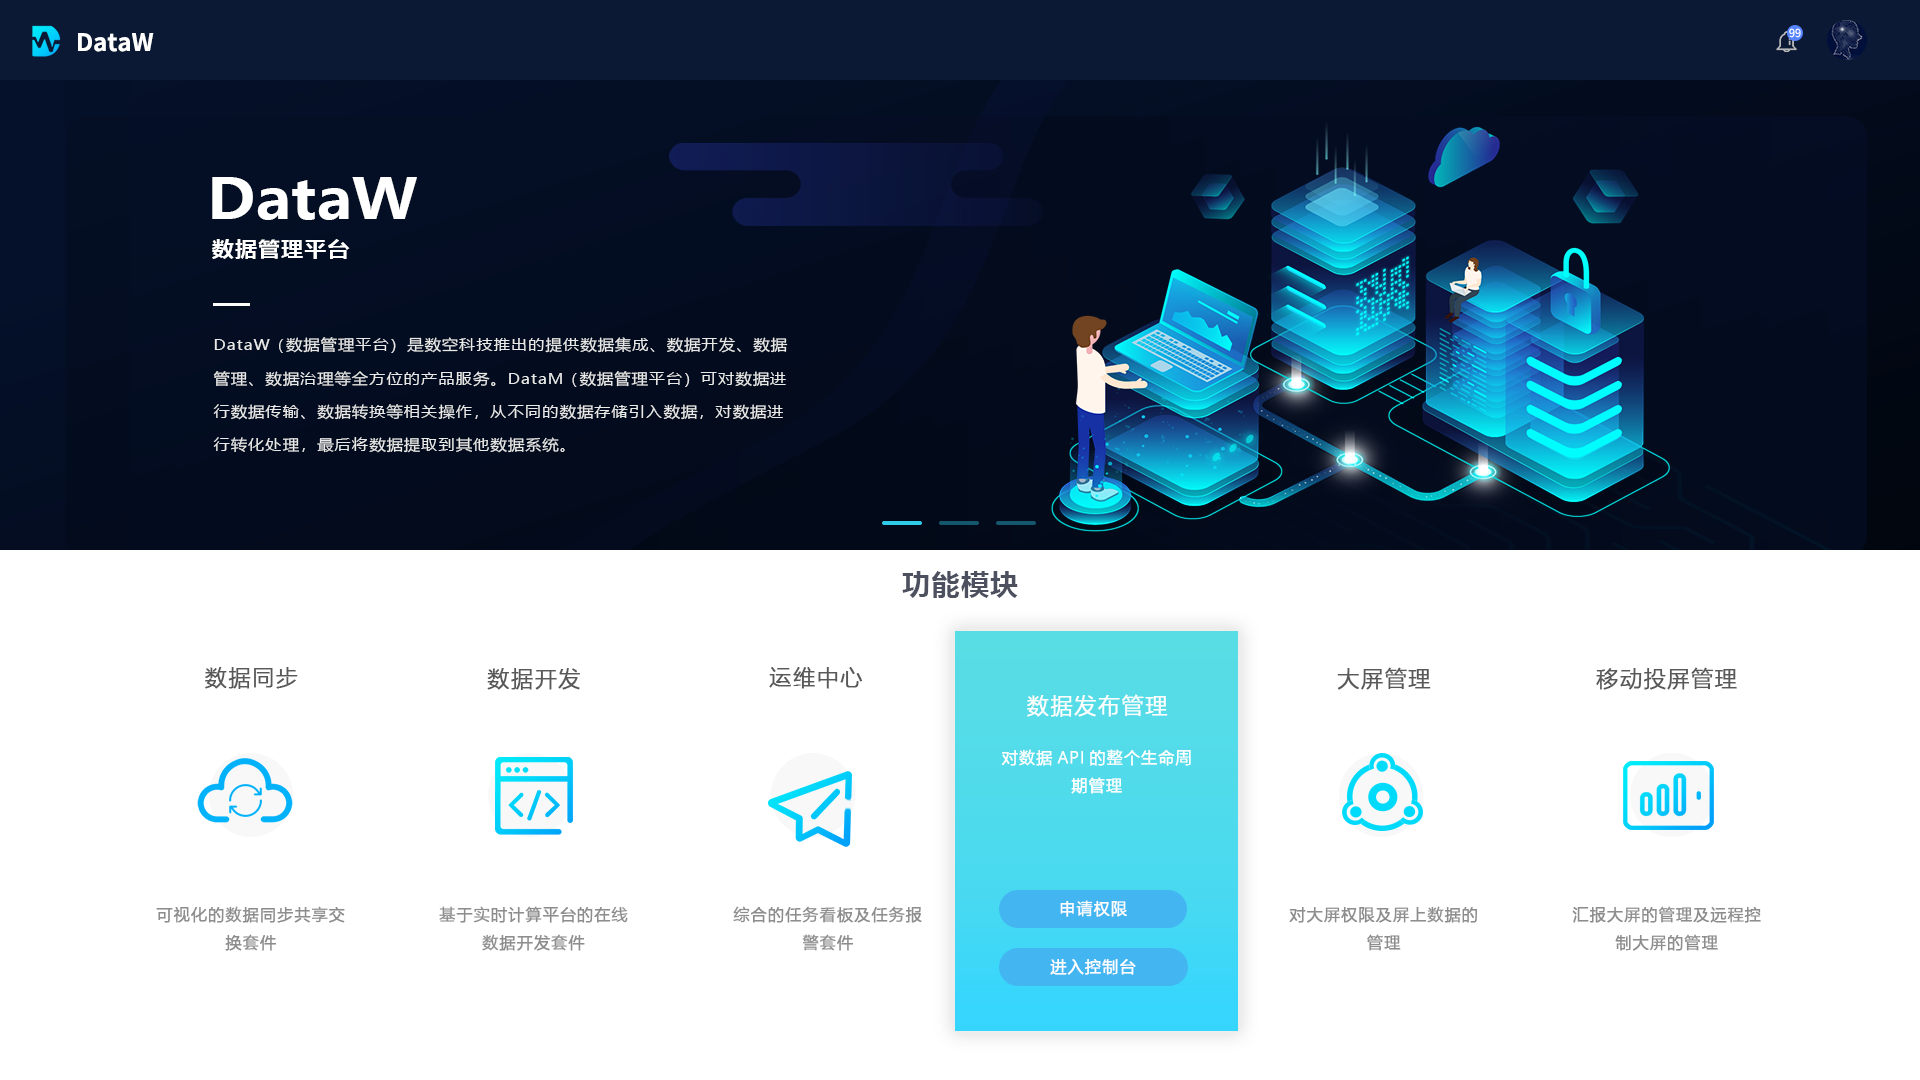 DataW
99
DataW
数据管理平台
DataW（数据管理平台）是数空科技推出的提供数据集成、数据开发、数据
管理、数据治理等全方位的产品服务。DataM（数据管理平台）可对数据进
行数据传输、数据转换等相关操作，从不同的数据存储引入数据，对数据进
行转化处理，最后将数据提取到其他数据系统。
功能模块
数据同步
可视化的数据同步共享交
换套件
数据开发
基于实时计算平台的在线
数据开发套件
运维中心
综合的任务看板及任务报
警套件
数据发布管理
对数据 API 的整个生命周
期管理
申请权限
进入控制台
大屏管理
对大屏权限及屏上数据的
管理
移动投屏管理
汇报大屏的管理及远程控
制大屏的管理